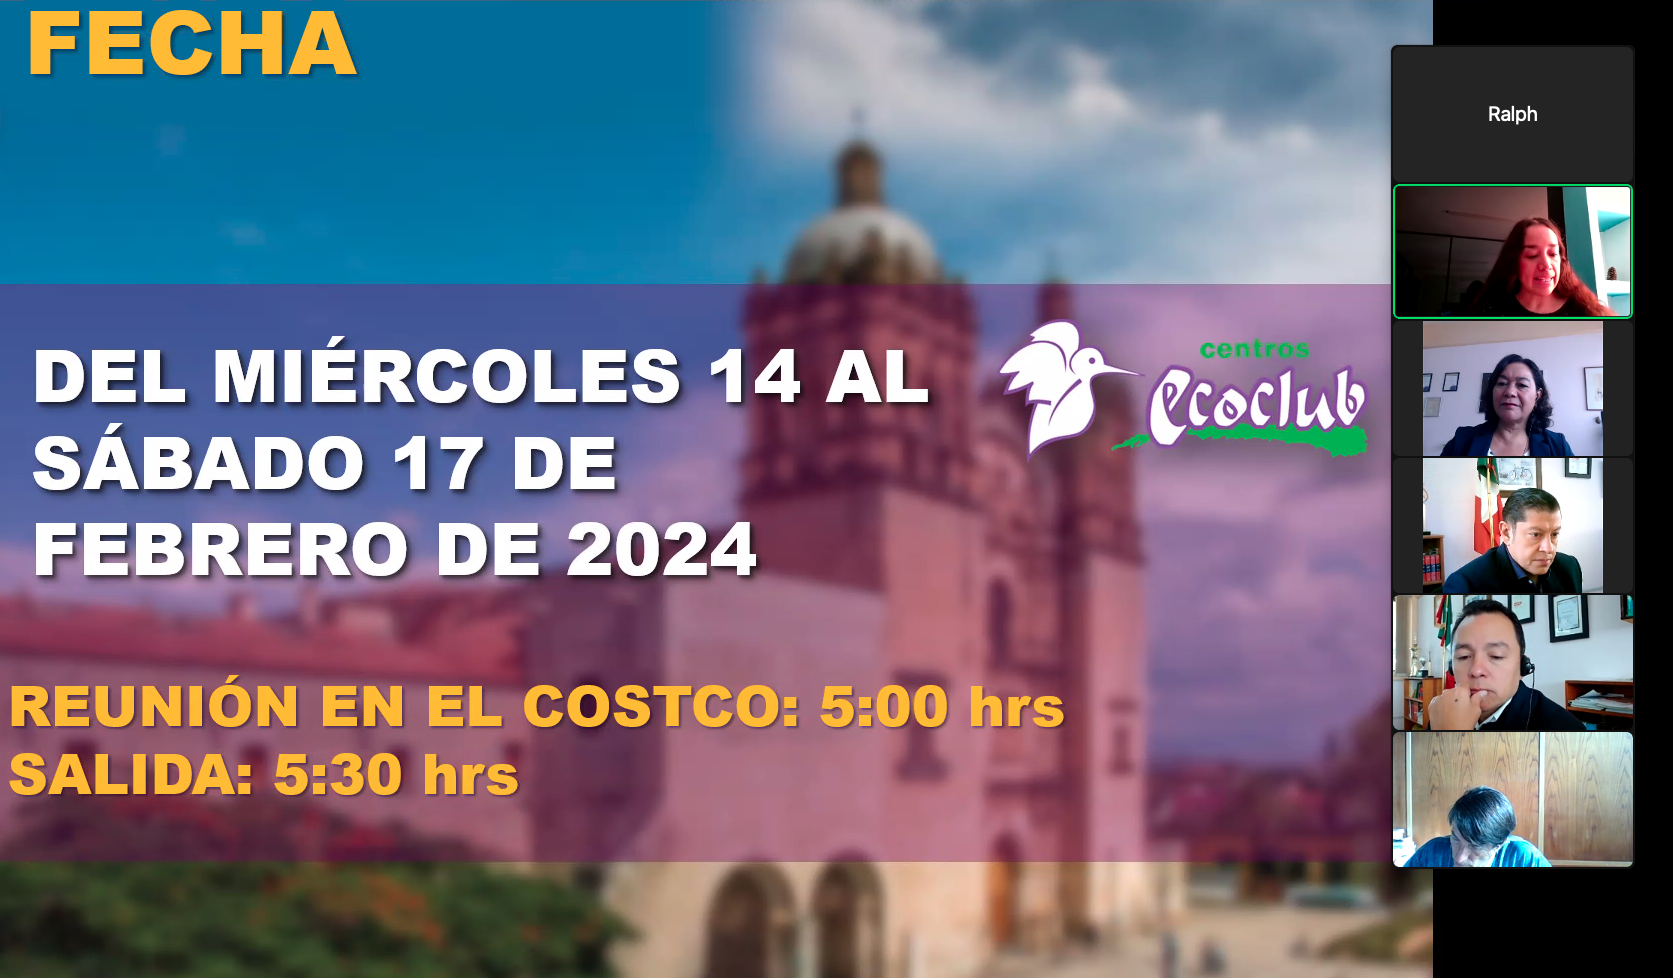 FECHA
DEL MIÉRCOLES 14 AL
SÁBADO 17 DE
FEBRERO DE 2024
centros
ecoclub
REUNIÓN EN EL COSTCO: 5:00 hrs
SALIDA: 5:30 hrs
Ralph